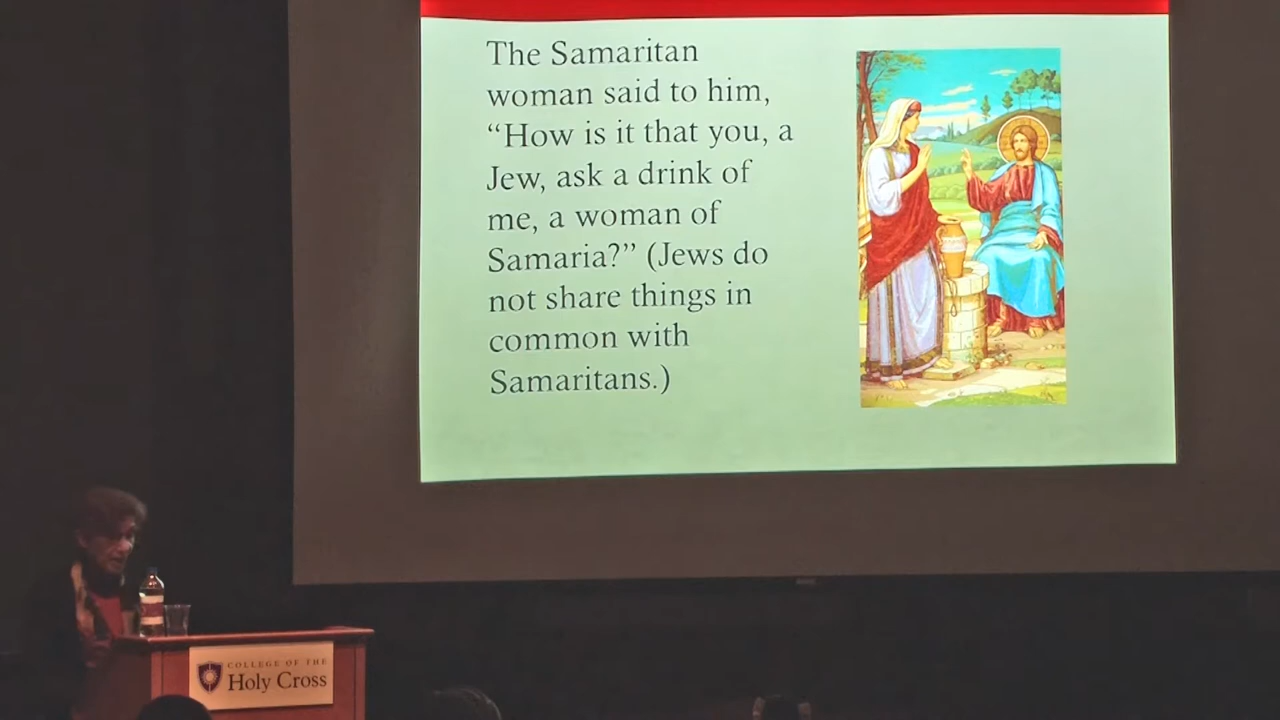 The Samaritan
woman said to him,
“How is it that you, a
Jew, ask a drink of
me, a woman of
Samaria?” (Jews do
not share things in
common with
Samaritans.)
COLLEGE OF THE
Holy Cross